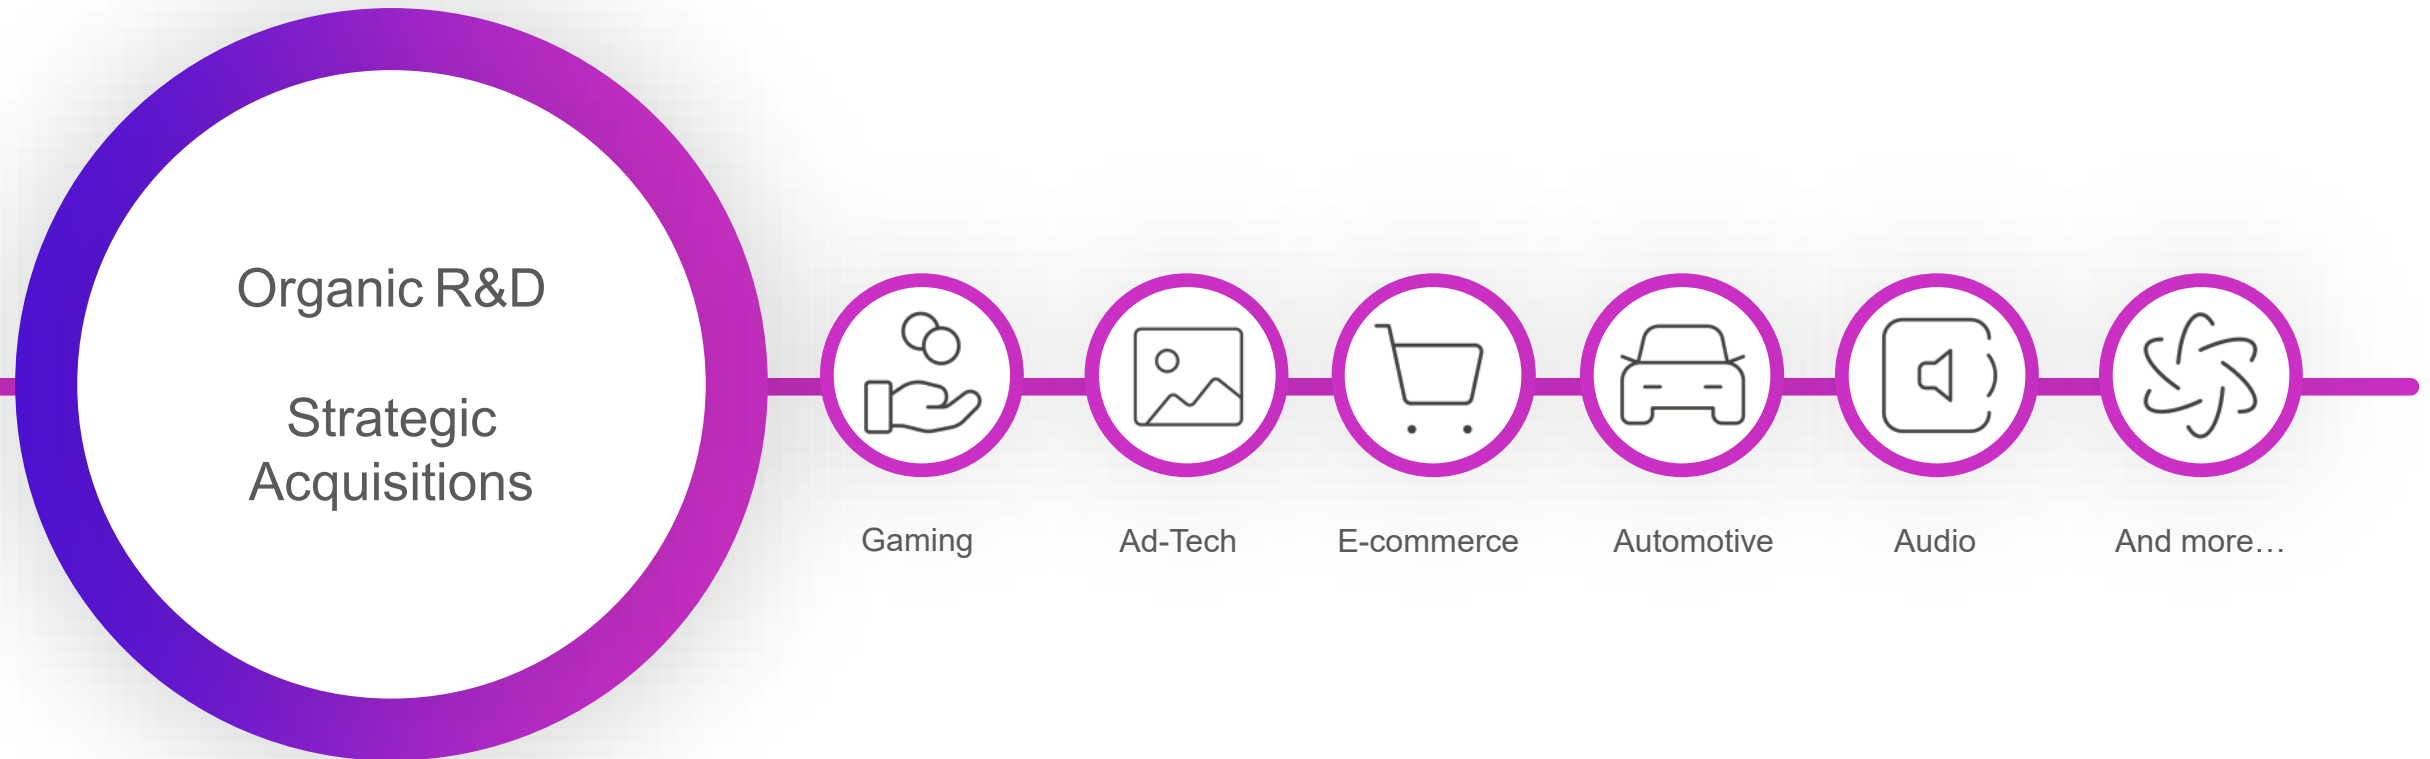 Organic R&D
Strategic
Acquisitions
Gaming
Ad-Tech
E-commerce
Automotive
Audio
And more…